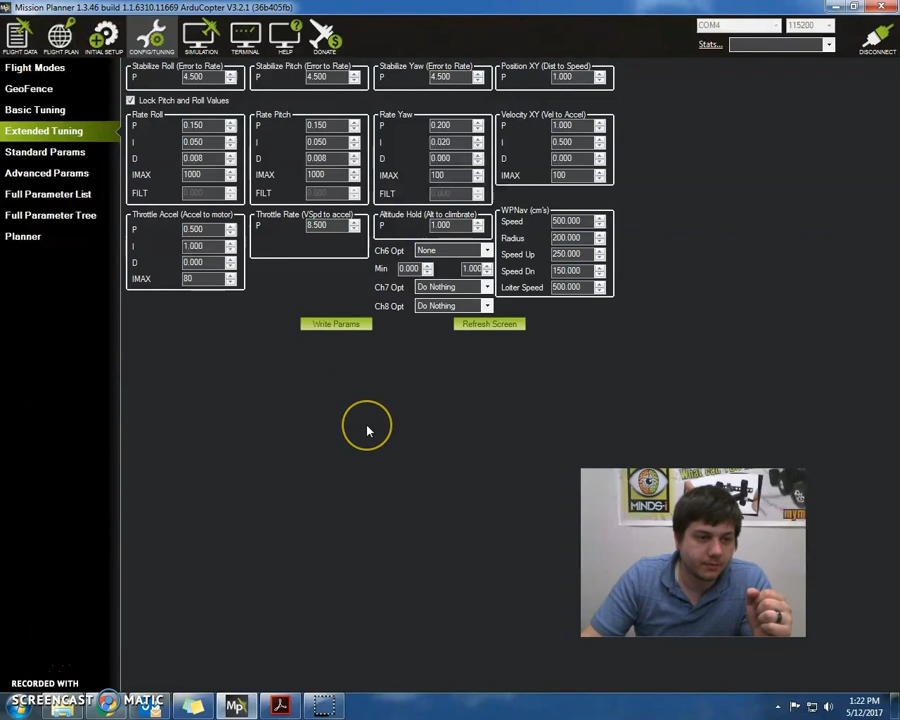 Mission Planner 1.3.46 build 1.1.6310.11669 ArduCopter V3.2.1 (36b405fb)
FLIGHT DATA FLIGHT PLAN INITIAL SETUP CONFIG/TUNING SIMULATION TERMINAL HELP DONATE
COM4 115200
Stats...
DISCONNECT
Flight Modes
GeoFence
Basic Tuning
Extended Tuning
Standard Params
Advanced Params
Full Parameter List
Full Parameter Tree
Planner
Stabilize Roll (Error to Rate)
P 4.500
Stabilize Pitch (Error to Rate)
P 4.500
Stabilize Yaw (Error to Rate)
P 4.500
Position XY (Dist to Speed)
P 1.000
Lock Pitch and Roll Values
Rate Roll
P 0.150
I 0.050
D 0.008
IMAX 1000
FILT 0.000
Rate Pitch
P 0.150
I 0.050
D 0.008
IMAX 1000
FILT 0.000
Rate Yaw
P 0.200
I 0.020
D 0.000
IMAX 100
FILT 0.000
Velocity XY (Vel to Accel)
P 1.000
I 0.500
D 0.000
IMAX 100
Throttle Accel (Accel to motor)
P 0.500
I 1.000
D 0.000
IMAX 80
Throttle Rate (VSpd to accel)
P 8.500
Altitude Hold (Alt to climbrate)
P 1.000
Ch6 Opt None
Min 0.000 1.000
Ch7 Opt Do Nothing
Ch8 Opt Do Nothing
WPNav (cm's)
Speed 500.000
Radius 200.000
Speed Up 250.000
Speed Dn 150.000
Loiter Speed 500.000
Write Params Refresh Screen
What can
MINDS-i
mym
RECORDED WITH
SCREENCAST MATIC
1:22 PM
5/12/2017